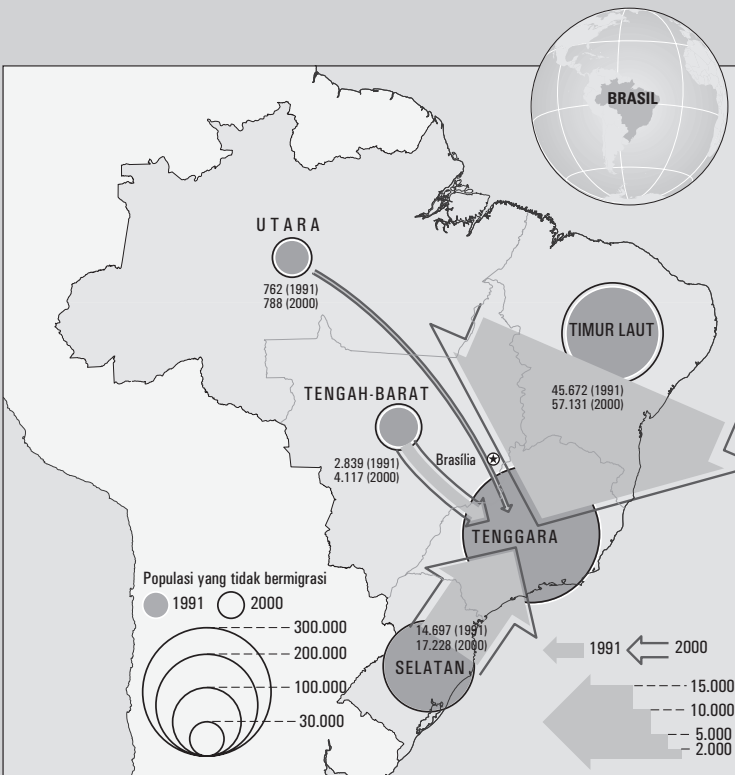 BRASIL
UTARA
762 (1991)
788 (2000)
TIMUR LAUT
45.672 (1991)
57.131 (2000)
TENGAH-BARAT
2.839 (1991)
4.117 (2000)
Brasília
TENGGARA
14.697 (1991)
17.228 (2000)
SELATAN
Populasi yang tidak bermigrasi
1991 2000
300.000
200.000
100.000
30.000
1991 2000
15.000
10.000
5.000
2.000